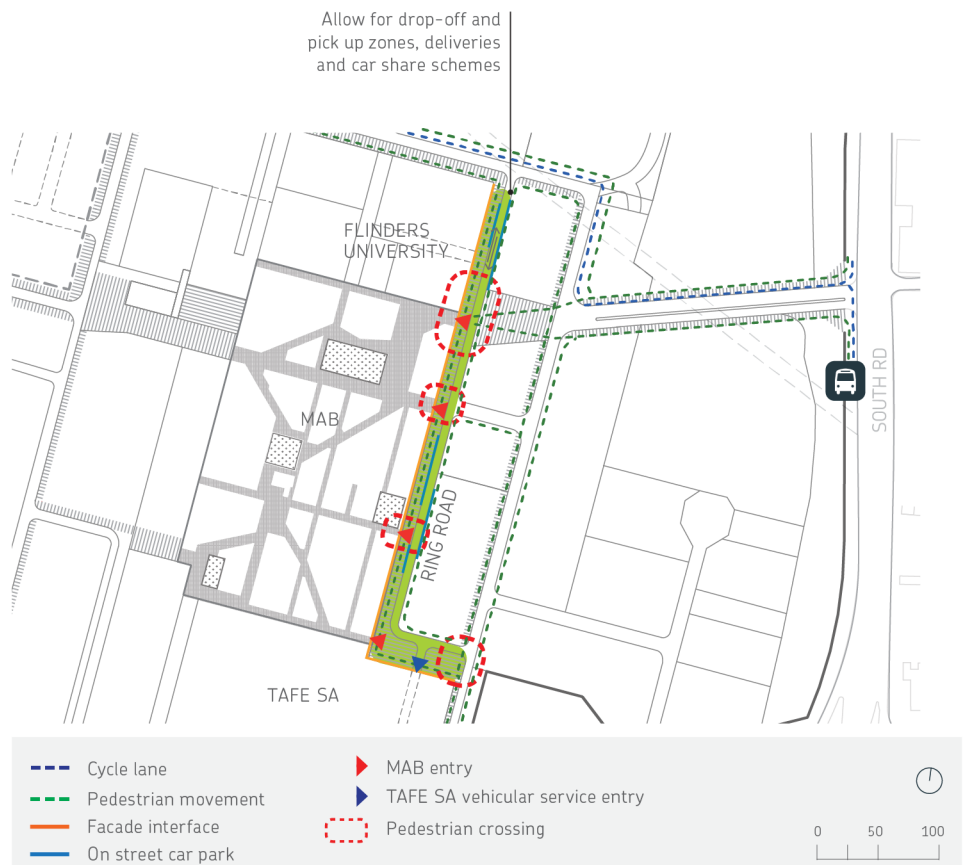 Allow for drop-off and
pick up zones, deliveries
and car share schemes
FLINDERS
UNIVERSITY
MAB
RING ROAD
SOUTH RD
TAFE SA
Cycle lane
Pedestrian movement
Facade interface
On street car park
MAB entry
TAFE SA vehicular service entry
Pedestrian crossing
0 50 100